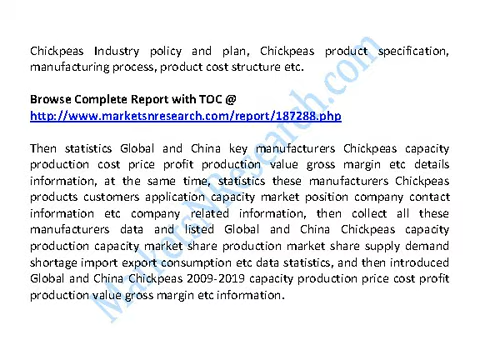 Chickpeas Industry policy and plan, Chickpeas product specification,
manufacturing process, product cost structure etc.
Browse Complete Report with TOC @
http://www.marketsnresearch.com/report/187288.php
Then statistics Global and China key manufacturers Chickpeas capacity
production cost price profit production value gross margin etc details
information, at the same time, statistics these manufacturers Chickpeas
products customers application capacity market position company contact
information etc company related information, then collect all these
manufacturers data and listed Global and China Chickpeas capacity
production capacity market share production market share supply demand
shortage import export consumption etc data statistics, and then introduced
Global and China Chickpeas 2009-2019 capacity production price cost profit
production value gross margin etc information.
MarketsNResearch.com